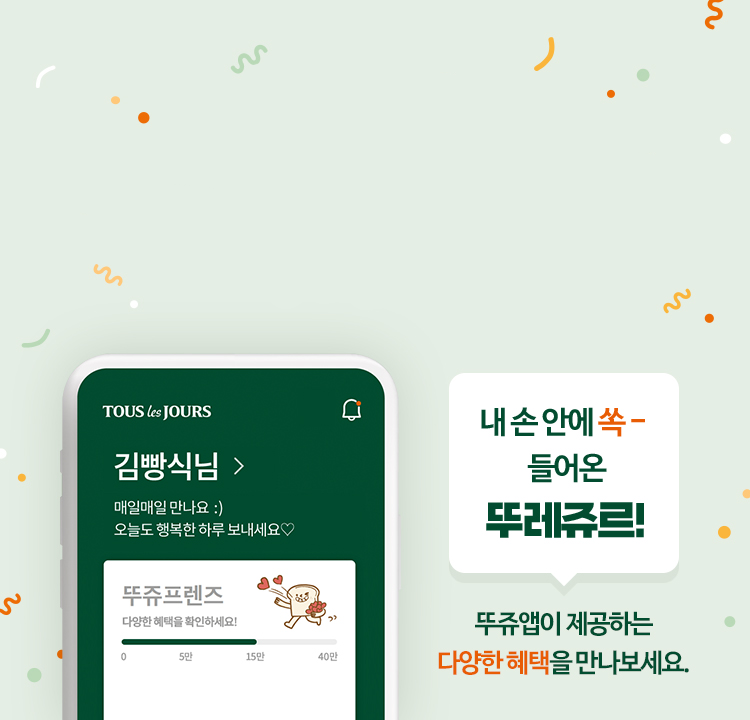 TOUS les JOURS
김빵식님 >
매일매일 만나요 :)
오늘도 행복한 하루 보내세요♡
뚜쥬프렌즈
다양한 혜택을 확인하세요!
0 5만 15만 40만
내 손 안에 쏙 –
들어온
뚜레쥬르!
뚜쥬앱이 제공하는
다양한 혜택을 만나보세요.